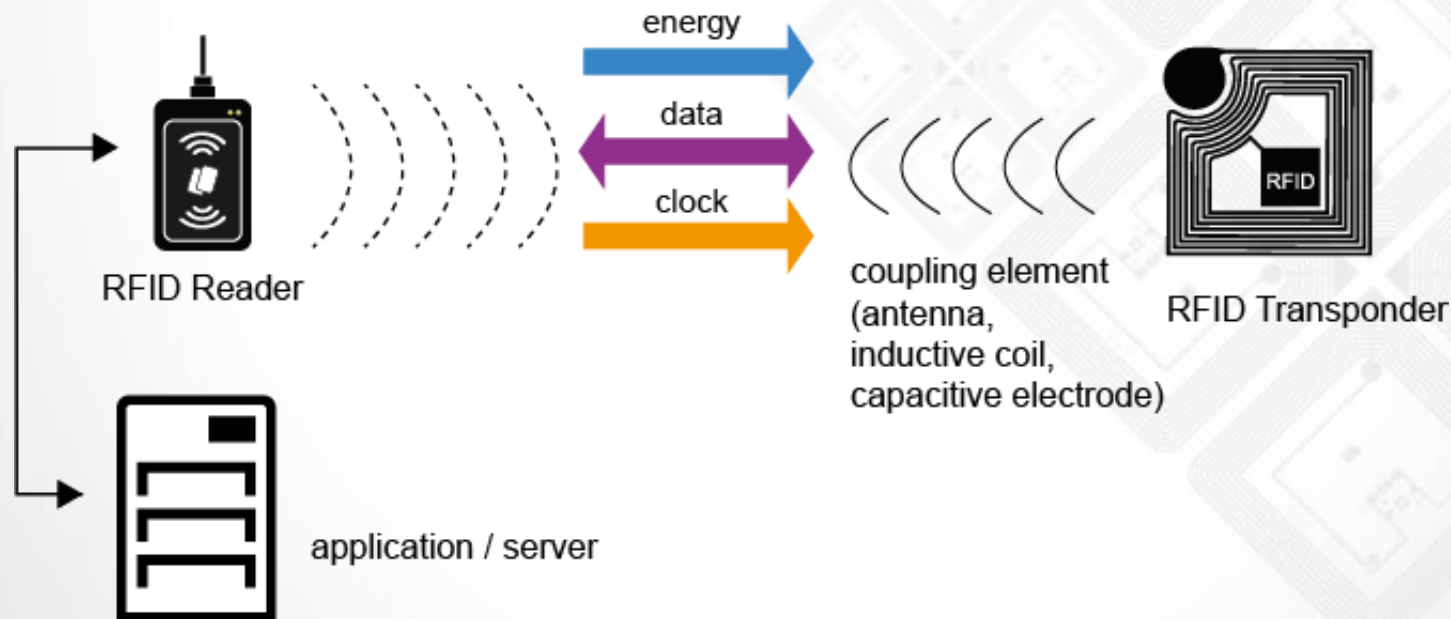 energy
data
clock
RFID Reader
coupling element
(antenna,
inductive coil,
capacitive electrode)
RFID
RFID Transponder
application / server